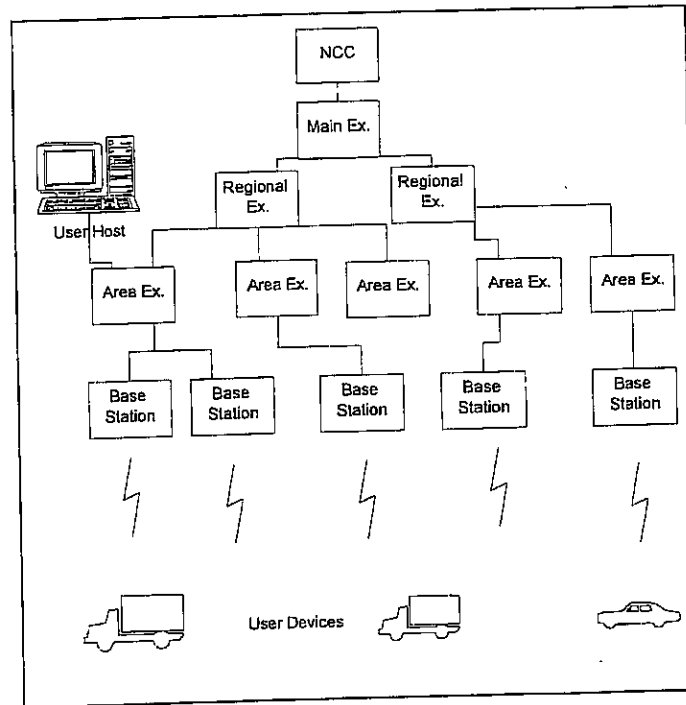 NCC
Main Ex.
Regional
Ex.
Regional
Ex.
User Host
Area Ex.
Area Ex.
Area Ex.
Area Ex.
Area Ex.
Base
Station
Base
Station
Base
Station
Base
Station
Base
Station
User Devices